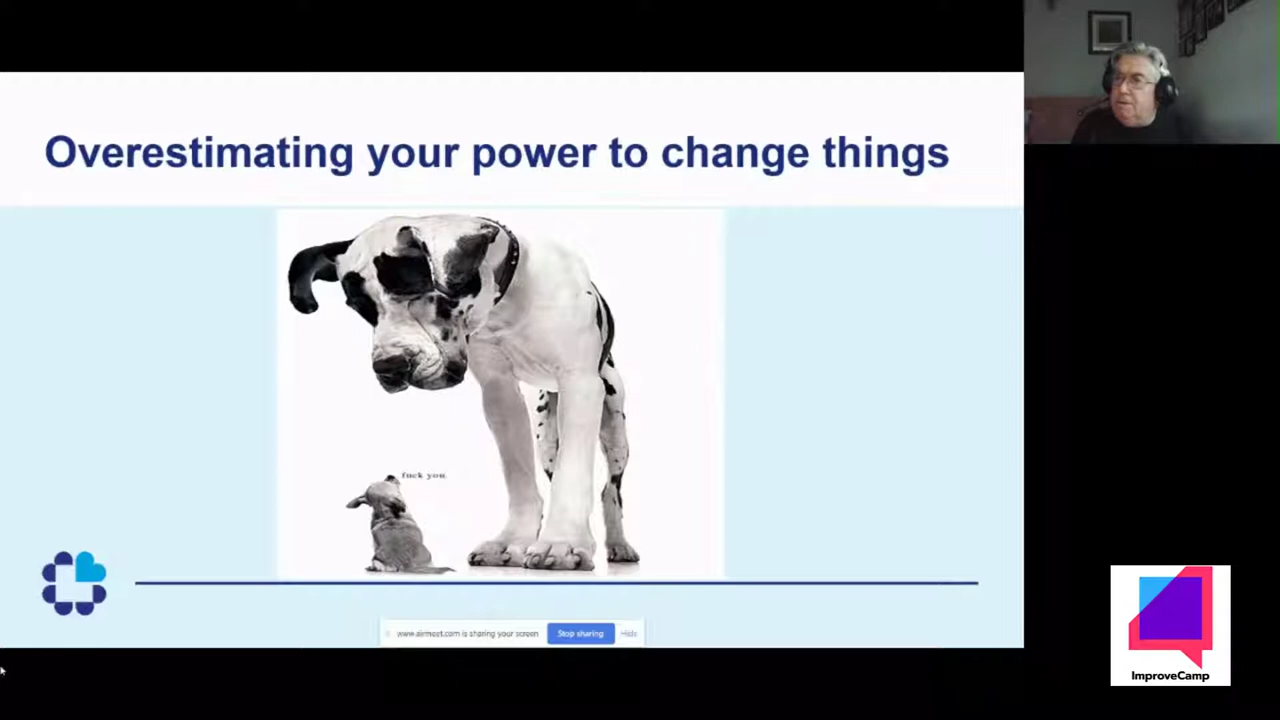 Overestimating your power to change things
fuck you.
www.airmeet.com is sharing your screen
Stop sharing
Hide
ImproveCamp